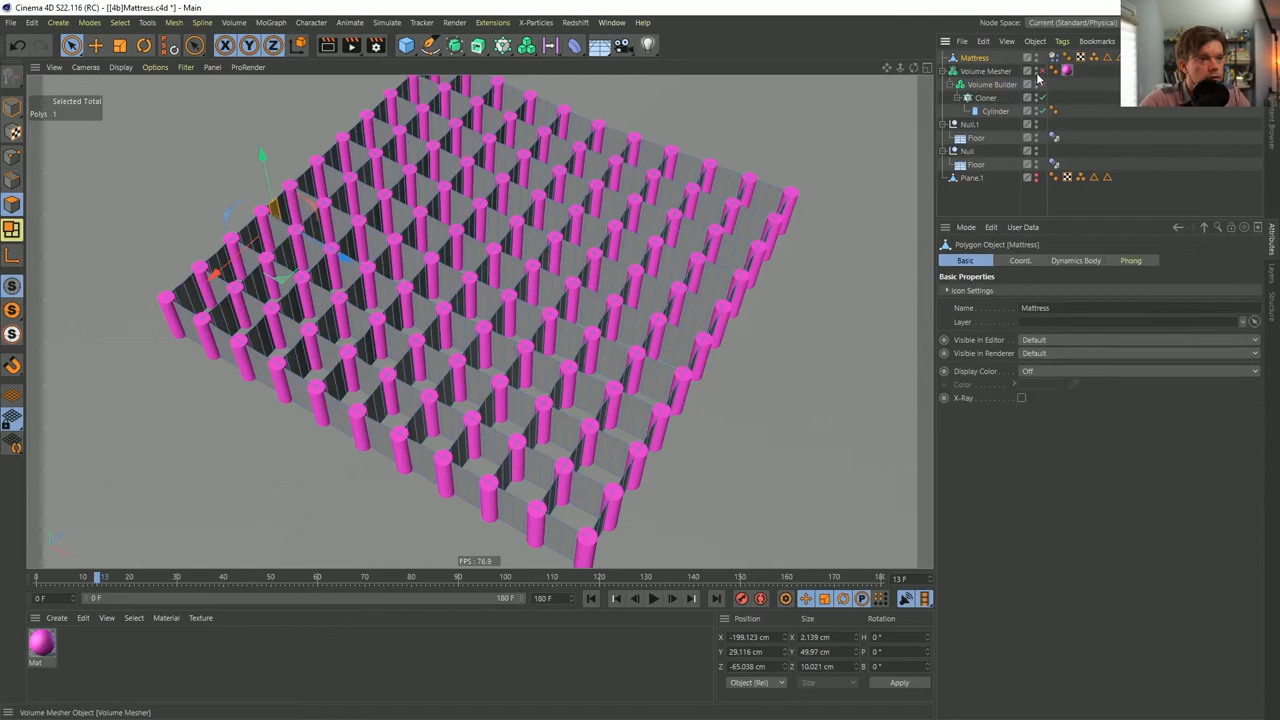 Cinema 4D S22.116 (RC) - [[4b]Mattress.c4d *] - Main
File Edit Create Modes Select Tools Mesh Spline Volume MoGraph Character Animate Simulate Tracker Render Extensions X-Particles Redshift Window Help
Node Space: Current (Standard/Physical)
File Edit View Object Tags Bookmarks
X Y Z
View Cameras Display Options Filter Panel ProRender
Selected Total
Polys 1
Mattress
Volume Mesher
Volume Builder
Cloner
Cylinder
Null.1
Floor
Null
Floor
Plane.1
Content Browser
Mode Edit User Data
Polygon Object [Mattress]
Basic Coord. Dynamics Body Phong
Basic Properties
Icon Settings
Name Mattress
Layer
Visible in Editor Default
Visible in Renderer Default
Display Color Off
Color
X-Ray
Attributes
Layers
Structure
FPS : 76.9
0 10 13 20 30 40 50 60 70 80 90 100 110 120 130 140 150 160 170 180
13 F
0 F 0 F 180 F 180 F
Create Edit View Select Material Texture
Mat
Position Size Rotation
X -199.123 cm X 2.139 cm H 0 °
Y 29.116 cm Y 49.97 cm P 0 °
Z -65.038 cm Z 10.021 cm B 0 °
Object (Rel) Size Apply
Volume Mesher Object [Volume Mesher]